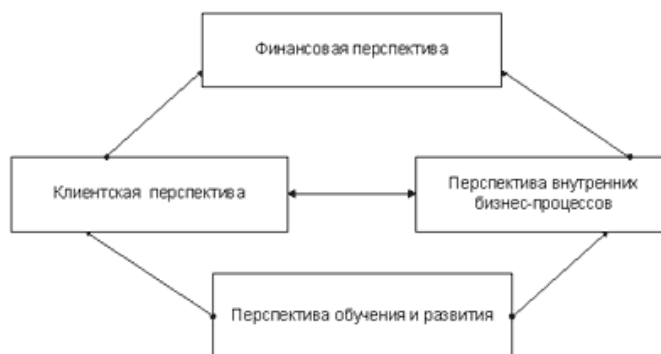 Финансовая перспектива
Клиентская перспектива
Перспектива внутренних
бизнес-процессов
Перспектива обучения и развития